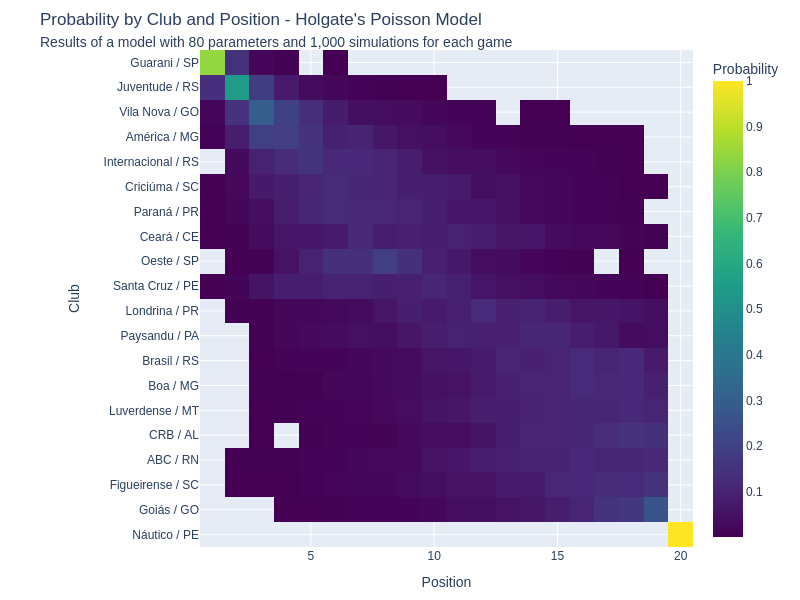 Probability by Club and Position - Holgate's Poisson Model
Results of a model with 80 parameters and 1,000 simulations for each game
Probability
1
0.9
0.8
0.7
0.6
0.5
0.4
0.3
0.2
0.1
Club
Guarani / SP
Juventude / RS
Vila Nova / GO
América / MG
Internacional / RS
Criciúma / SC
Paraná / PR
Ceará / CE
Oeste / SP
Santa Cruz / PE
Londrina / PR
Paysandu / PA
Brasil / RS
Boa / MG
Luverdense / MT
CRB / AL
ABC / RN
Figueirense / SC
Goiás / GO
Náutico / PE
5 10 15 20
Position